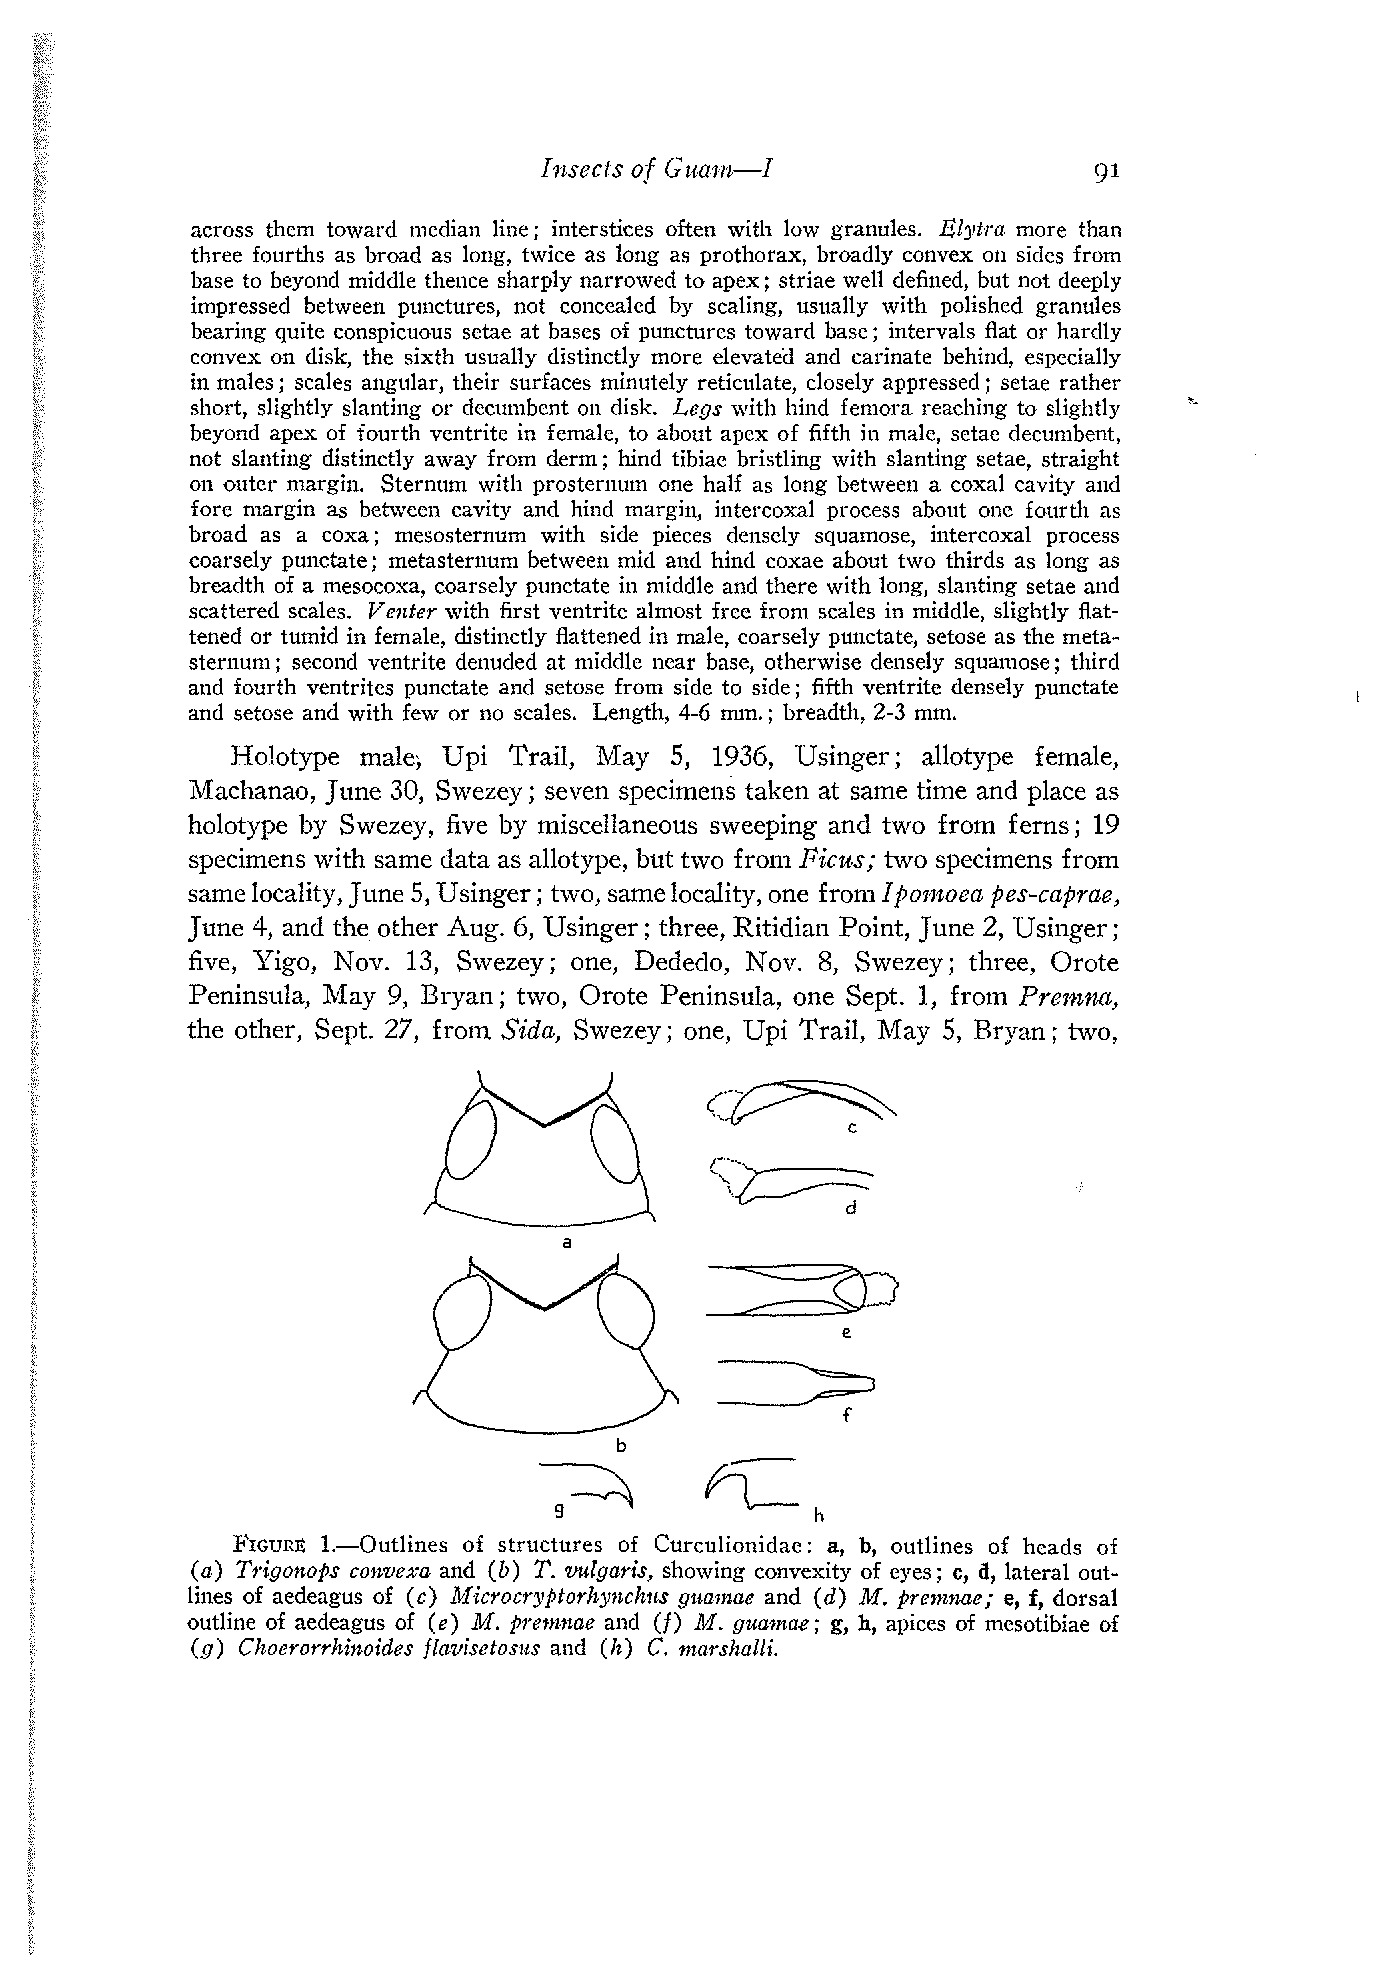 Insects of Guam—I 91
across them toward median line; interstices often with low granules. Elytra more than
three fourths as broad as long, twice as long as prothorax, broadly convex on sides from
base to beyond middle thence sharply narrowed to apex; striae well defined, but not deeply
impressed between punctures, not concealed by scaling, usually with polished granules
bearing quite conspicuous setae at bases of punctures toward base; intervals flat or hardly
convex on disk, the sixth usually distinctly more elevated and carinate behind, especially
in males; scales angular, their surfaces minutely reticulate, closely appressed; setae rather
short, slightly slanting or decumbent on disk. Legs with hind femora reaching to slightly
beyond apex of fourth ventrite in female, to about apex of fifth in male, setae decumbent,
not slanting distinctly away from derm; hind tibiae bristling with slanting setae, straight
on outer margin. Sternum with prosternum one half as long between a coxal cavity and
fore margin as between cavity and hind margin, intercoxal process about one fourth as
broad as a coxa; mesosternum with side pieces densely squamose, intercoxal process
coarsely punctate; metasternum between mid and hind coxae about two thirds as long as
breadth of a mesocoxa, coarsely punctate in middle and there with long, slanting setae and
scattered scales. Venter with first ventrite almost free from scales in middle, slightly flat-
tened or tumid in female, distinctly flattened in male, coarsely punctate, setose as the meta-
sternum; second ventrite denuded at middle near base, otherwise densely squamose; third
and fourth ventrites punctate and setose from side to side; fifth ventrite densely punctate
and setose and with few or no scales. Length, 4-6 mm.; breadth, 2-3 mm.
Holotype male, Upi Trail, May 5, 1936, Usinger; allotype female,
Machanao, June 30, Swezey; seven specimens taken at same time and place as
holotype by Swezey, five by miscellaneous sweeping and two from ferns; 19
specimens with same data as allotype, but two from Ficus; two specimens from
same locality, June 5, Usinger; two, same locality, one from Ipomoea pes-caprae,
June 4, and the other Aug. 6, Usinger; three, Ritidian Point, June 2, Usinger;
five, Yigo, Nov. 13, Swezey; one, Dededo, Nov. 8, Swezey; three, Orote
Peninsula, May 9, Bryan; two, Orote Peninsula, one Sept. 1, from Premna,
the other, Sept. 27, from Sida, Swezey; one, Upi Trail, May 5, Bryan; two,
c
d
a
e
f
b
g
h
FIGURE 1.—Outlines of structures of Curculionidae: a, b, outlines of heads of
(a) Trigonops convexa and (b) T. vulgaris, showing convexity of eyes; c, d, lateral out-
lines of aedeagus of (c) Microcryptorhynchus guamae and (d) M. premnae; e, f, dorsal
outline of aedeagus of (e) M. premnae and (f) M. guamae; g, h, apices of mesotibiae of
(g) Choerorrhinoides flavisetosus and (h) C. marshalli.